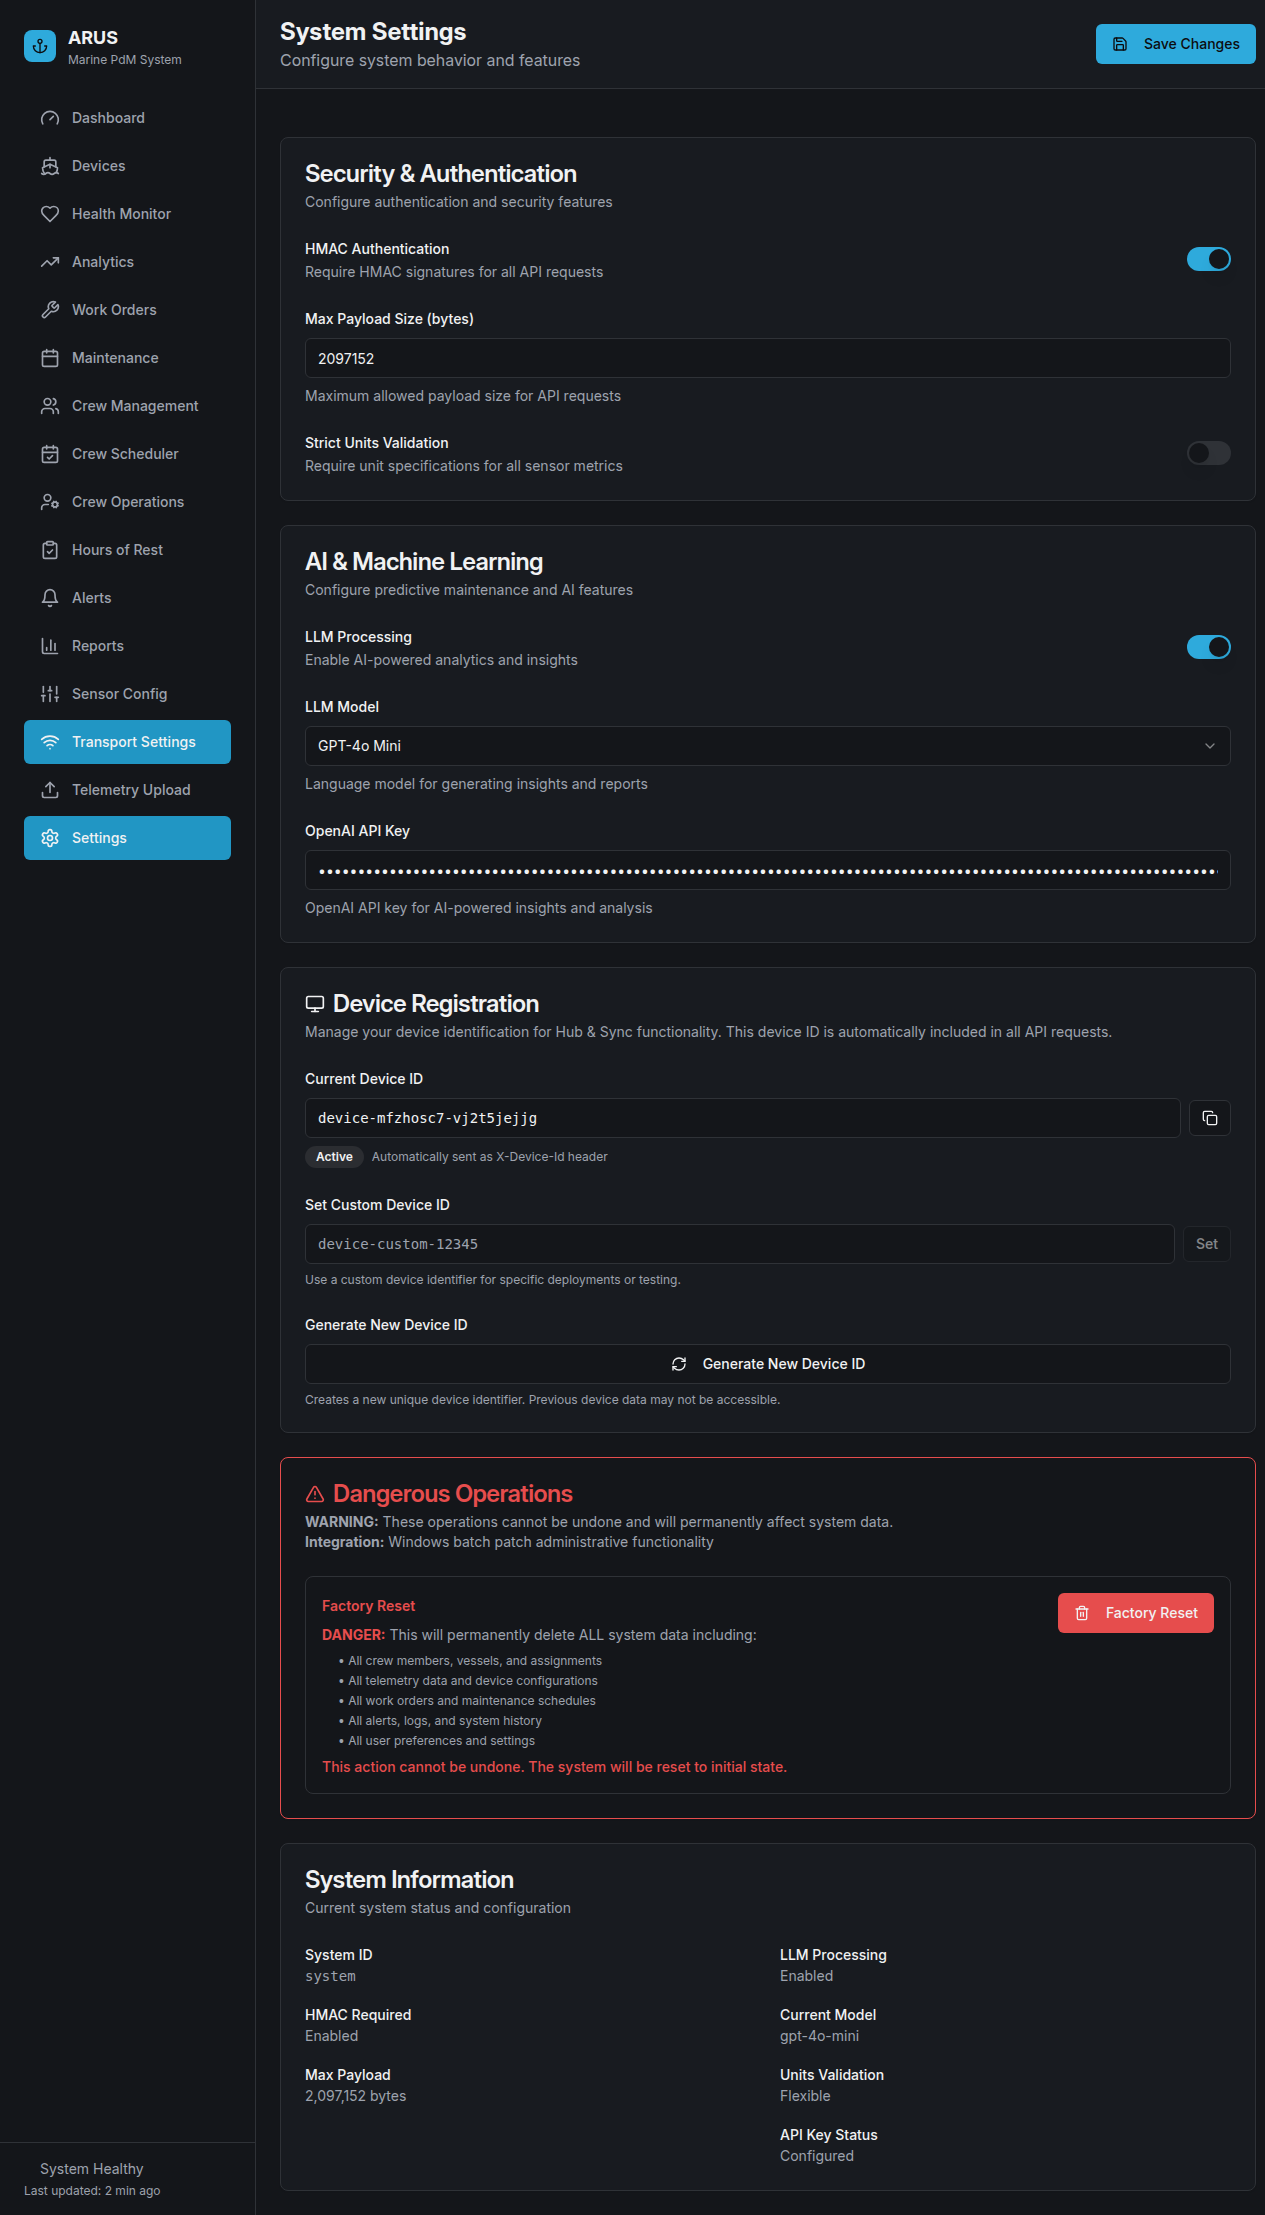 ARUS
Marine PdM System
Dashboard
Devices
Health Monitor
Analytics
Work Orders
Maintenance
Crew Management
Crew Scheduler
Crew Operations
Hours of Rest
Alerts
Reports
Sensor Config
Transport Settings
Telemetry Upload
Settings
System Healthy
Last updated: 2 min ago
System Settings
Configure system behavior and features
Save Changes
Security & Authentication
Configure authentication and security features
HMAC Authentication
Require HMAC signatures for all API requests
Max Payload Size (bytes)
2097152
Maximum allowed payload size for API requests
Strict Units Validation
Require unit specifications for all sensor metrics
AI & Machine Learning
Configure predictive maintenance and AI features
LLM Processing
Enable AI-powered analytics and insights
LLM Model
GPT-4o Mini
Language model for generating insights and reports
OpenAI API Key
OpenAI API key for AI-powered insights and analysis
Device Registration
Manage your device identification for Hub & Sync functionality. This device ID is automatically included in all API requests.
Current Device ID
device-mfzhosc7-vj2t5jejjg
Active Automatically sent as X-Device-Id header
Set Custom Device ID
device-custom-12345
Set
Use a custom device identifier for specific deployments or testing.
Generate New Device ID
Generate New Device ID
Creates a new unique device identifier. Previous device data may not be accessible.
Dangerous Operations
WARNING: These operations cannot be undone and will permanently affect system data.
Integration: Windows batch patch administrative functionality
Factory Reset
Factory Reset
DANGER: This will permanently delete ALL system data including:
• All crew members, vessels, and assignments
• All telemetry data and device configurations
• All work orders and maintenance schedules
• All alerts, logs, and system history
• All user preferences and settings
This action cannot be undone. The system will be reset to initial state.
System Information
Current system status and configuration
System ID
system
HMAC Required
Enabled
Max Payload
2,097,152 bytes
LLM Processing
Enabled
Current Model
gpt-4o-mini
Units Validation
Flexible
API Key Status
Configured